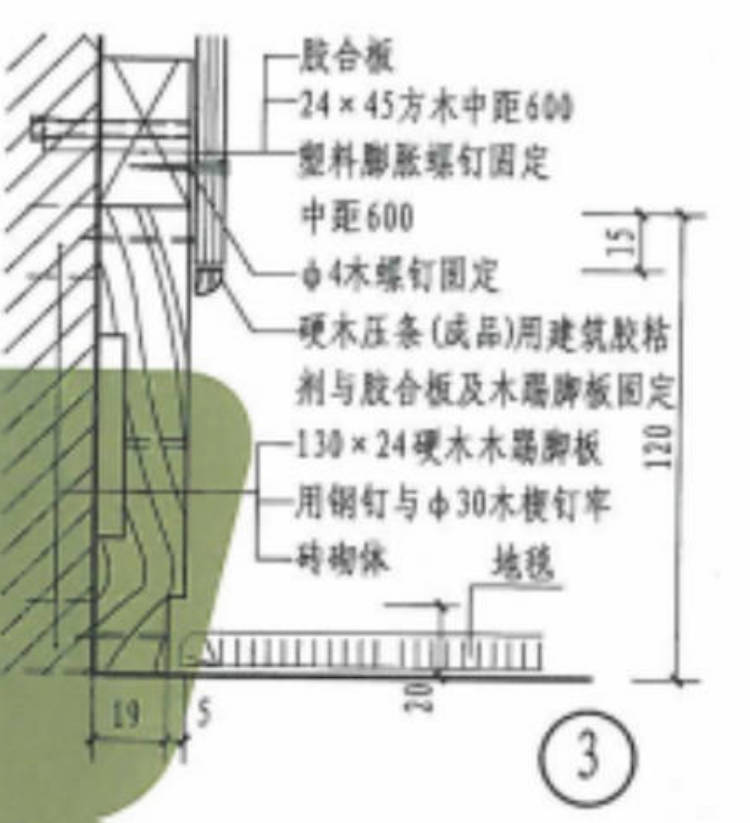 胶合板
24×45方木中距600
塑料膨胀螺钉固定
中距600
15
ф4木螺钉固定
硬木压条(成品)用建筑胶粘
剂与胶合板及木踢脚板固定
120
130×24硬木木踢脚板
用钢钉与ф30木楔钉牢
砖砌体
地毯
20
19
5
3